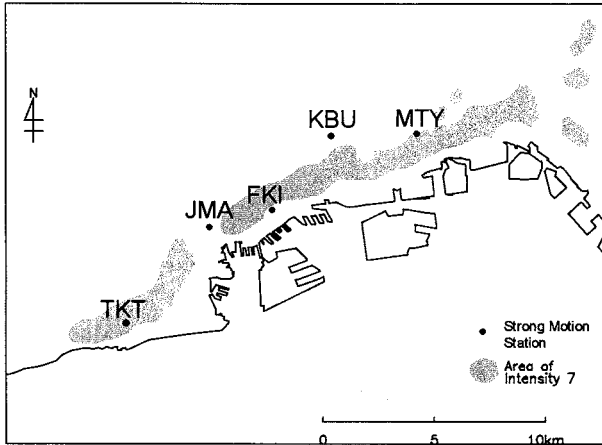 N
KBU
MTY
FKI
JMA
TKT
Strong Motion
Station
Area of
Intensity 7
0
5
10km